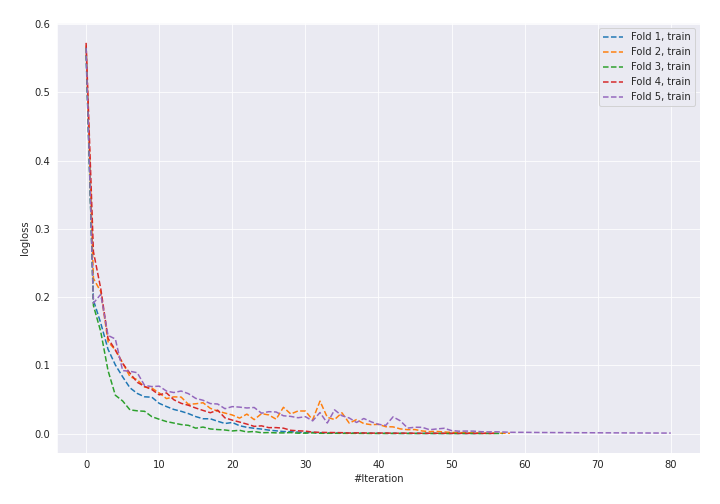 0.6
0.5
0.4
0.3
0.2
0.1
0.0
logloss
0 10 20 30 40 50 60 70 80
#Iteration
Fold 1, train
Fold 2, train
Fold 3, train
Fold 4, train
Fold 5, train